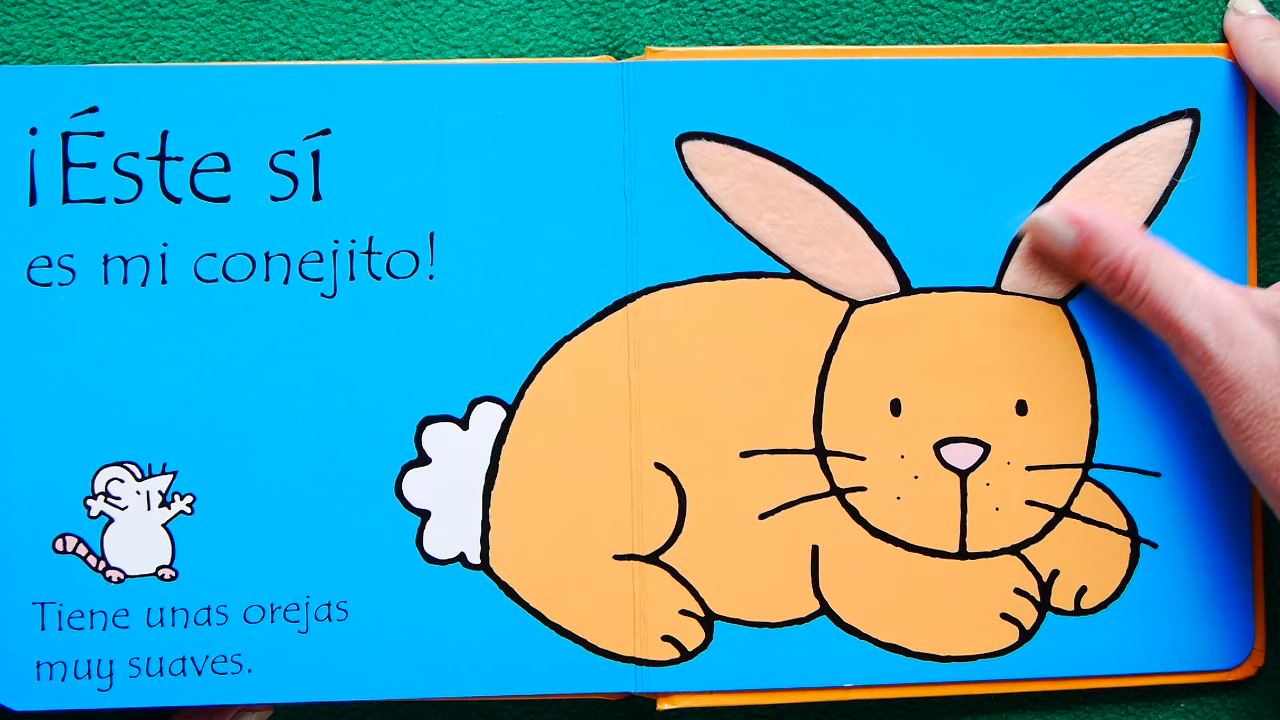 ¡Éste sí
es mi conejito!
Tiene unas orejas
muy suaves.